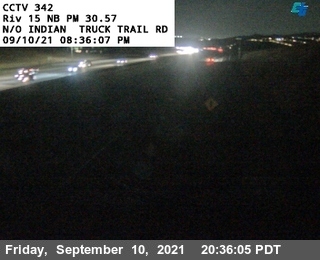 CCTV 342
Riv 15 NB PM 30.57
N/O INDIAN TRUCK TRAIL RD
09/10/21 08:36:07 PM
Friday, September 10, 2021 20:36:05 PDT